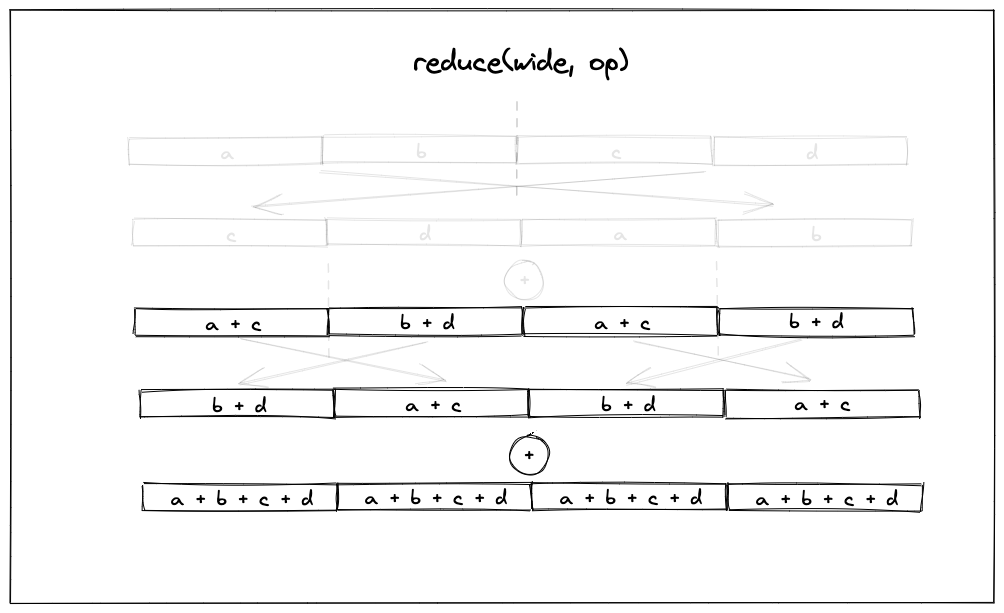 reduce(wide, op)
a b c d
c d a b
+
a + c b + d a + c b + d
b + d a + c b + d a + c
+
a + b + c + d a + b + c + d a + b + c + d a + b + c + d